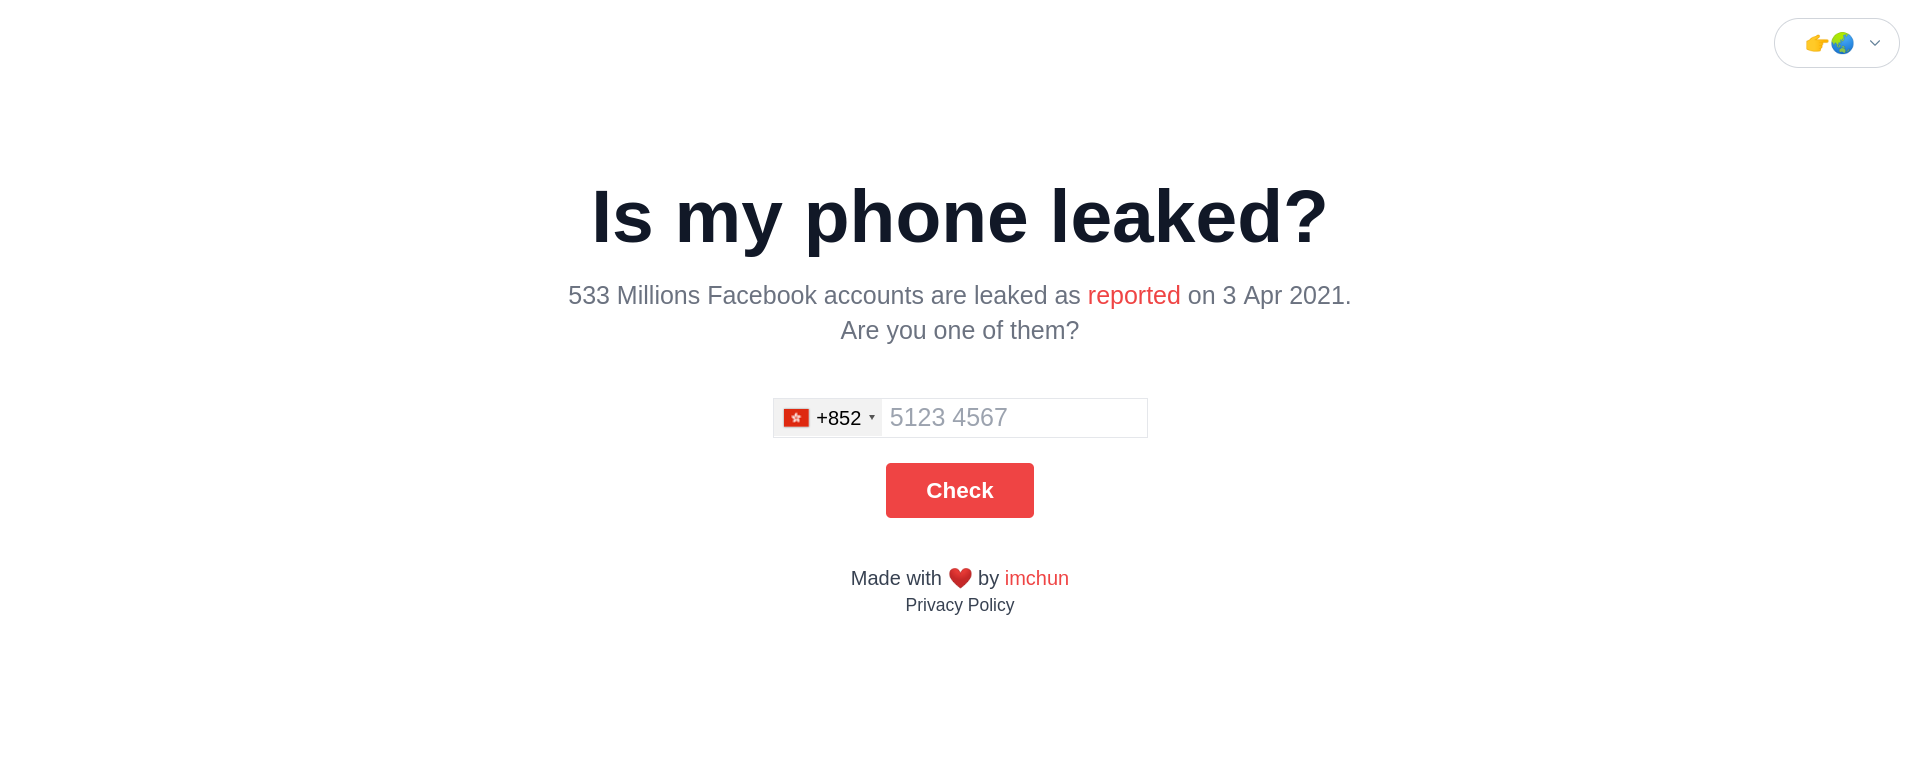 Is my phone leaked?
533 Millions Facebook accounts are leaked as reported on 3 Apr 2021.
Are you one of them?
+852 5123 4567
Check
Made with ❤️ by imchun
Privacy Policy